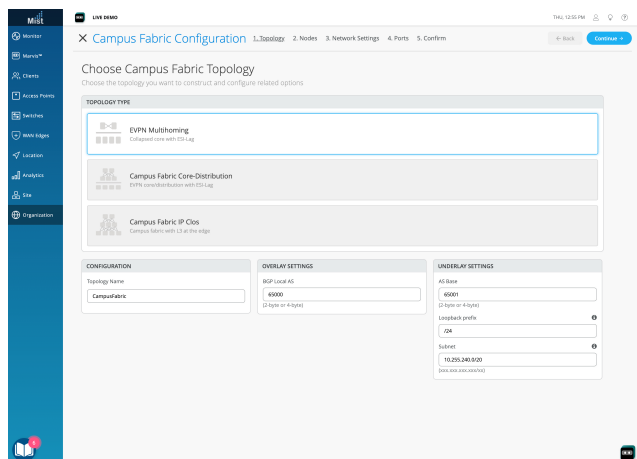 Mist
LIVE DEMO
THU, 12:55 PM
Monitor
Marvis™
Clients
Access Points
Switches
WAN Edges
Location
Analytics
Site
Organization
Campus Fabric Configuration
1. Topology 2. Nodes 3. Network Settings 4. Ports 5. Confirm
← Back
Continue →
Choose Campus Fabric Topology
Choose the topology you want to construct and configure related options
TOPOLOGY TYPE
EVPN Multihoming
Collapsed core with ESI-Lag
Campus Fabric Core-Distribution
EVPN core/distribution with ESI-Lag
Campus Fabric IP Clos
Campus fabric with L3 at the edge
CONFIGURATION
Topology Name
CampusFabric
OVERLAY SETTINGS
BGP Local AS
65000
(2-byte or 4-byte)
UNDERLAY SETTINGS
AS Base
65001
(2-byte or 4-byte)
Loopback prefix
/24
Subnet
10.255.240.0/20
(xxx.xxx.xxx.xxx/xx)